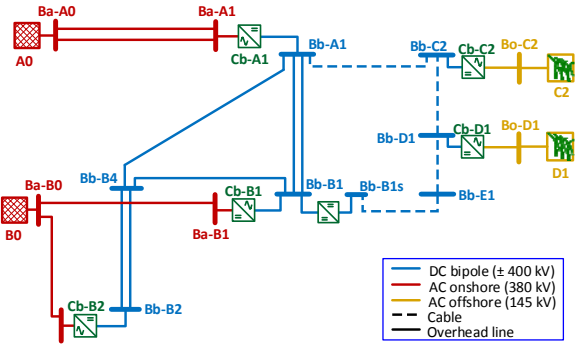 Ba-A0
Ba-A1
A0
Cb-A1
Bb-A1
Bb-C2
Cb-C2
Bo-C2
C2
Bb-D1
Cb-D1
Bo-D1
D1
Bb-B4
Ba-B0
B0
Cb-B1
Ba-B1
Bb-B1
Bb-B1s
Bb-E1
Cb-B2
Bb-B2
DC bipole (± 400 kV)
AC onshore (380 kV)
AC offshore (145 kV)
Cable
Overhead line